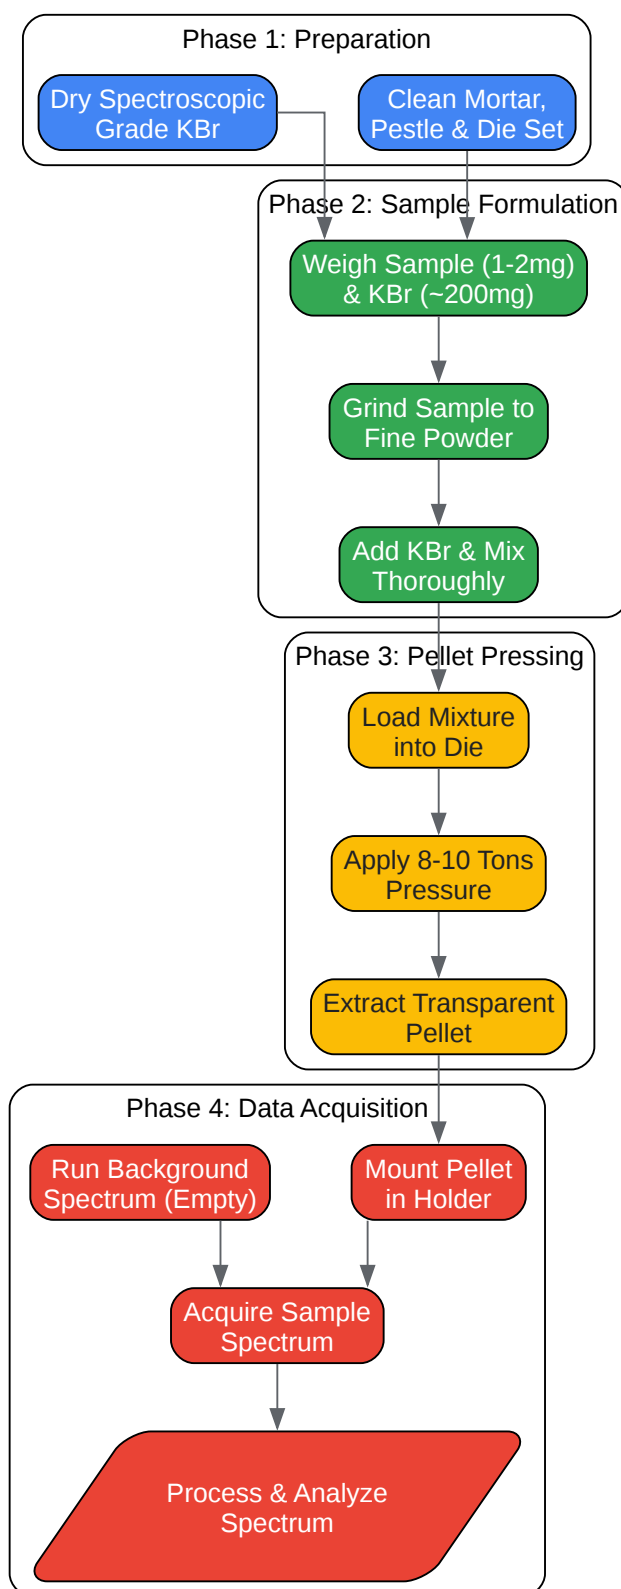 Phase 1: Preparation
Dry Spectroscopic
Grade KBr
Clean Mortar,
Pestle & Die Set
Phase 2: Sample Formulation
Weigh Sample (1-2mg)
& KBr (~200mg)
Grind Sample to
Fine Powder
Add KBr & Mix
Thoroughly
Phase 3: Pellet Pressing
Load Mixture
into Die
Apply 8-10 Tons
Pressure
Extract Transparent
Pellet
Phase 4: Data Acquisition
Run Background
Spectrum (Empty)
Mount Pellet
in Holder
Acquire Sample
Spectrum
Process & Analyze
Spectrum